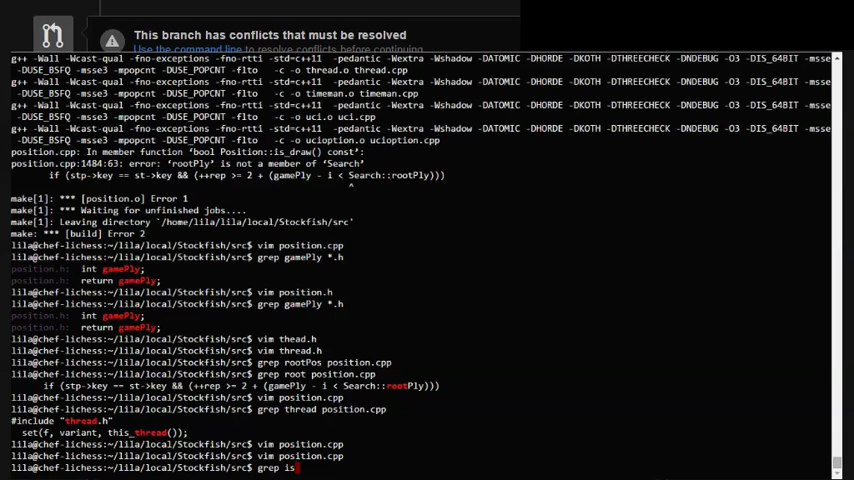 This branch has conflicts that must be resolved
Use the command line to resolve conflicts before continuing.
g++ -Wall -Wcast-qual -fno-exceptions -fno-rtti -std=c++11  -pedantic -Wextra -Wshadow -DATOMIC -DHORDE -DKOTH -DTHREECHECK -DNDEBUG -O3 -DIS_64BIT -msse
-DUSE_BSFQ -msse3 -mpopcnt -DUSE_POPCNT -flto   -c -o thread.o thread.cpp
g++ -Wall -Wcast-qual -fno-exceptions -fno-rtti -std=c++11  -pedantic -Wextra -Wshadow -DATOMIC -DHORDE -DKOTH -DTHREECHECK -DNDEBUG -O3 -DIS_64BIT -msse
-DUSE_BSFQ -msse3 -mpopcnt -DUSE_POPCNT -flto   -c -o timeman.o timeman.cpp
g++ -Wall -Wcast-qual -fno-exceptions -fno-rtti -std=c++11  -pedantic -Wextra -Wshadow -DATOMIC -DHORDE -DKOTH -DTHREECHECK -DNDEBUG -O3 -DIS_64BIT -msse
-DUSE_BSFQ -msse3 -mpopcnt -DUSE_POPCNT -flto   -c -o uci.o uci.cpp
g++ -Wall -Wcast-qual -fno-exceptions -fno-rtti -std=c++11  -pedantic -Wextra -Wshadow -DATOMIC -DHORDE -DKOTH -DTHREECHECK -DNDEBUG -O3 -DIS_64BIT -msse
-DUSE_BSFQ -msse3 -mpopcnt -DUSE_POPCNT -flto   -c -o ucioption.o ucioption.cpp
position.cpp: In member function ‘bool Position::is_draw() const’:
position.cpp:1484:63: error: ‘rootPly’ is not a member of ‘Search’
if (stp->key == st->key && (++rep >= 2 + (gamePly - i < Search::rootPly)))
^
make[1]: *** [position.o] Error 1
make[1]: *** Waiting for unfinished jobs....
make[1]: Leaving directory `/home/lila/lila/local/Stockfish/src'
make: *** [build] Error 2
lila@chef-lichess:~/lila/local/Stockfish/src$ vim position.cpp
lila@chef-lichess:~/lila/local/Stockfish/src$ grep gamePly *.h
position.h:  int gamePly;
position.h:  return gamePly;
lila@chef-lichess:~/lila/local/Stockfish/src$ vim position.h
lila@chef-lichess:~/lila/local/Stockfish/src$ grep gamePly *.h
position.h:  int gamePly;
position.h:  return gamePly;
lila@chef-lichess:~/lila/local/Stockfish/src$ vim thead.h
lila@chef-lichess:~/lila/local/Stockfish/src$ vim thread.h
lila@chef-lichess:~/lila/local/Stockfish/src$ grep rootPos position.cpp
lila@chef-lichess:~/lila/local/Stockfish/src$ grep root position.cpp
if (stp->key == st->key && (++rep >= 2 + (gamePly - i < Search::rootPly)))
lila@chef-lichess:~/lila/local/Stockfish/src$ vim position.cpp
lila@chef-lichess:~/lila/local/Stockfish/src$ grep thread position.cpp
#include "thread.h"
set(f, variant, this_thread());
lila@chef-lichess:~/lila/local/Stockfish/src$ vim position.cpp
lila@chef-lichess:~/lila/local/Stockfish/src$ vim position.cpp
lila@chef-lichess:~/lila/local/Stockfish/src$ grep is